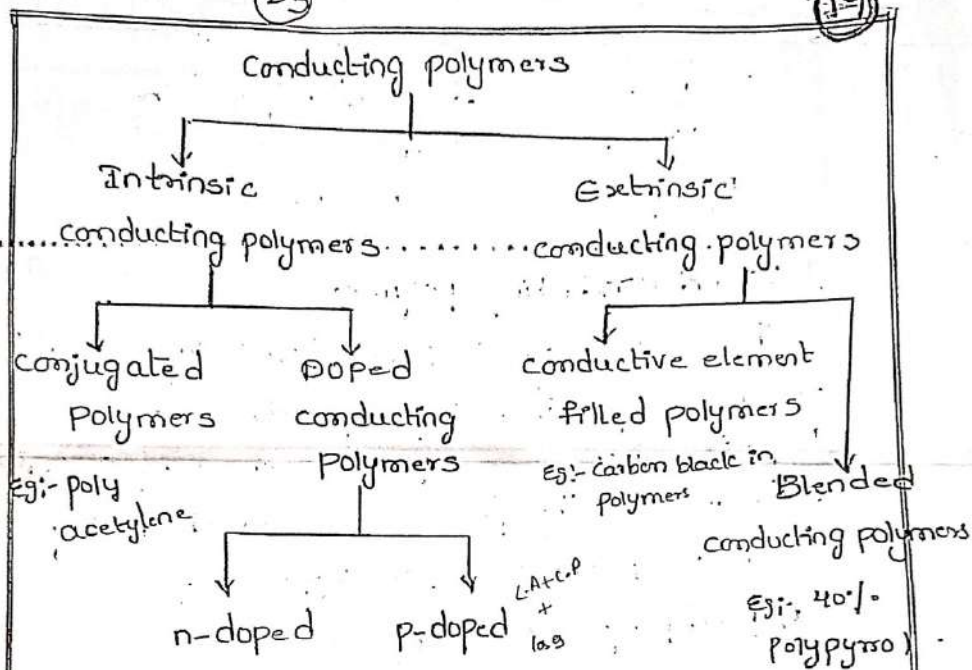 Conducting polymers
Intrinsic
conducting polymers
Extrinsic
conducting polymers
Conjugated
Polymers
Eg:- poly
acetylene
Doped
conducting
polymers
n-doped
p-doped
L.A+C.P
+
conductive element
filled polymers
Eg:- Carbon black in
polymers
Blended
conducting polymers
Eg:- 40%
polypyrro